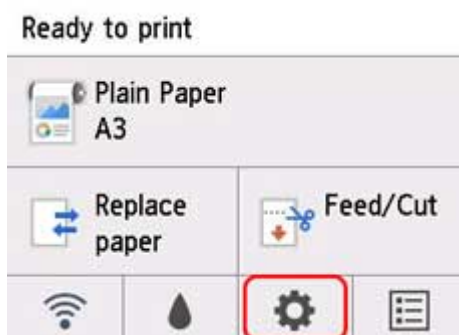 Ready to print
Plain Paper
A3
Replace
paper
Feed/Cut